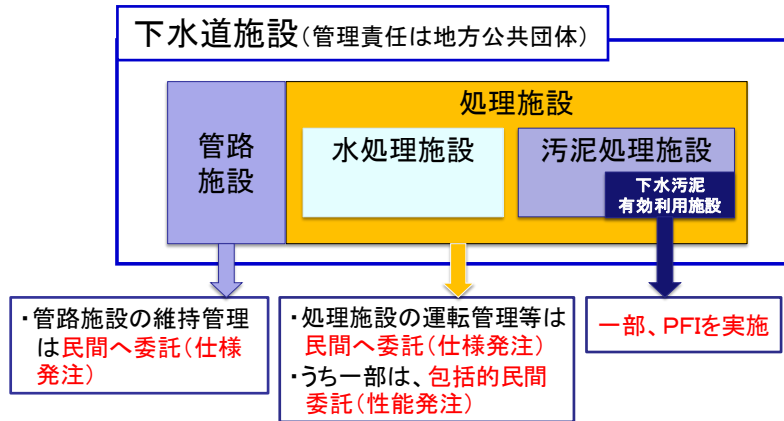 下水道施設(管理責任は地方公共団体)
管路
施設
処理施設
水処理施設
汚泥処理施設
下水汚泥
有効利用施設
・管路施設の維持管理
は民間へ委託(仕様
発注)
・処理施設の運転管理等は
民間へ委託(仕様発注)
・うち一部は、包括的民間
委託(性能発注)
一部、PFIを実施